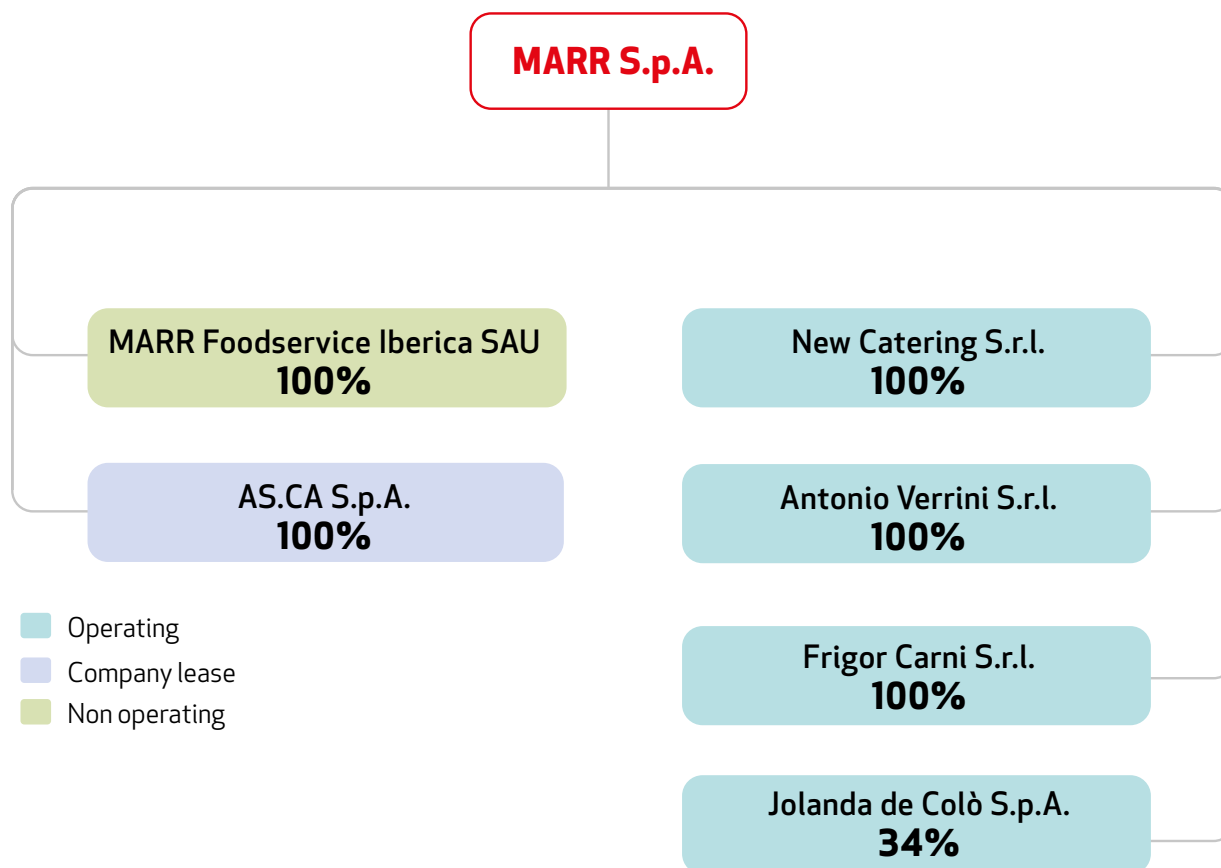 MARR S.p.A.
MARR Foodservice Iberica SAU
100%
New Catering S.r.l.
100%
AS.CA S.p.A.
100%
Antonio Verrini S.r.l.
100%
Operating
Company lease
Non operating
Frigor Carni S.r.l.
100%
Jolanda de Colò S.p.A.
34%